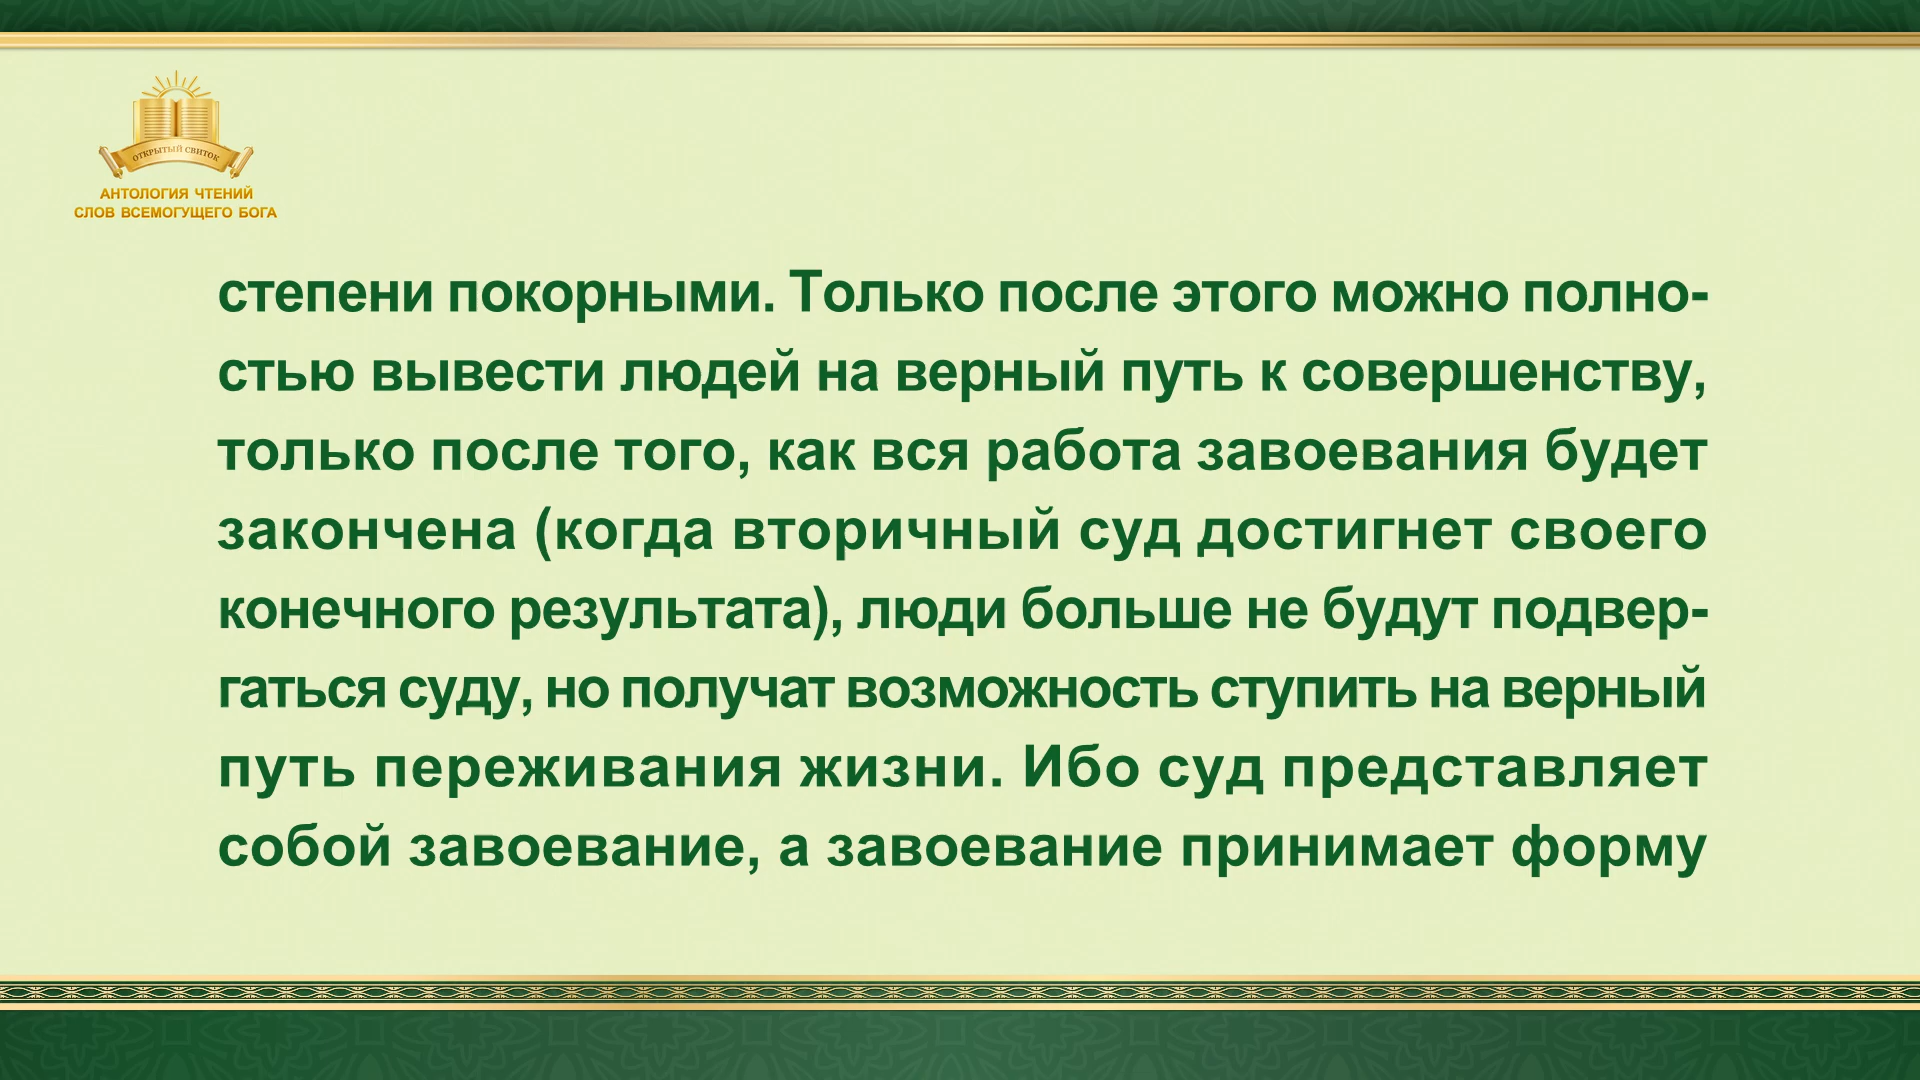 ОТКРЫТЫЙ СВИТОК
АНТОЛОГИЯ ЧТЕНИЙ
СЛОВ ВСЕМОГУЩЕГО БОГА
степени покорными. Только после этого можно полно-
стью вывести людей на верный путь к совершенству,
только после того, как вся работа завоевания будет
закончена (когда вторичный суд достигнет своего
конечного результата), люди больше не будут подвер-
гаться суду, но получат возможность ступить на верный
путь переживания жизни. Ибо суд представляет
собой завоевание, а завоевание принимает форму